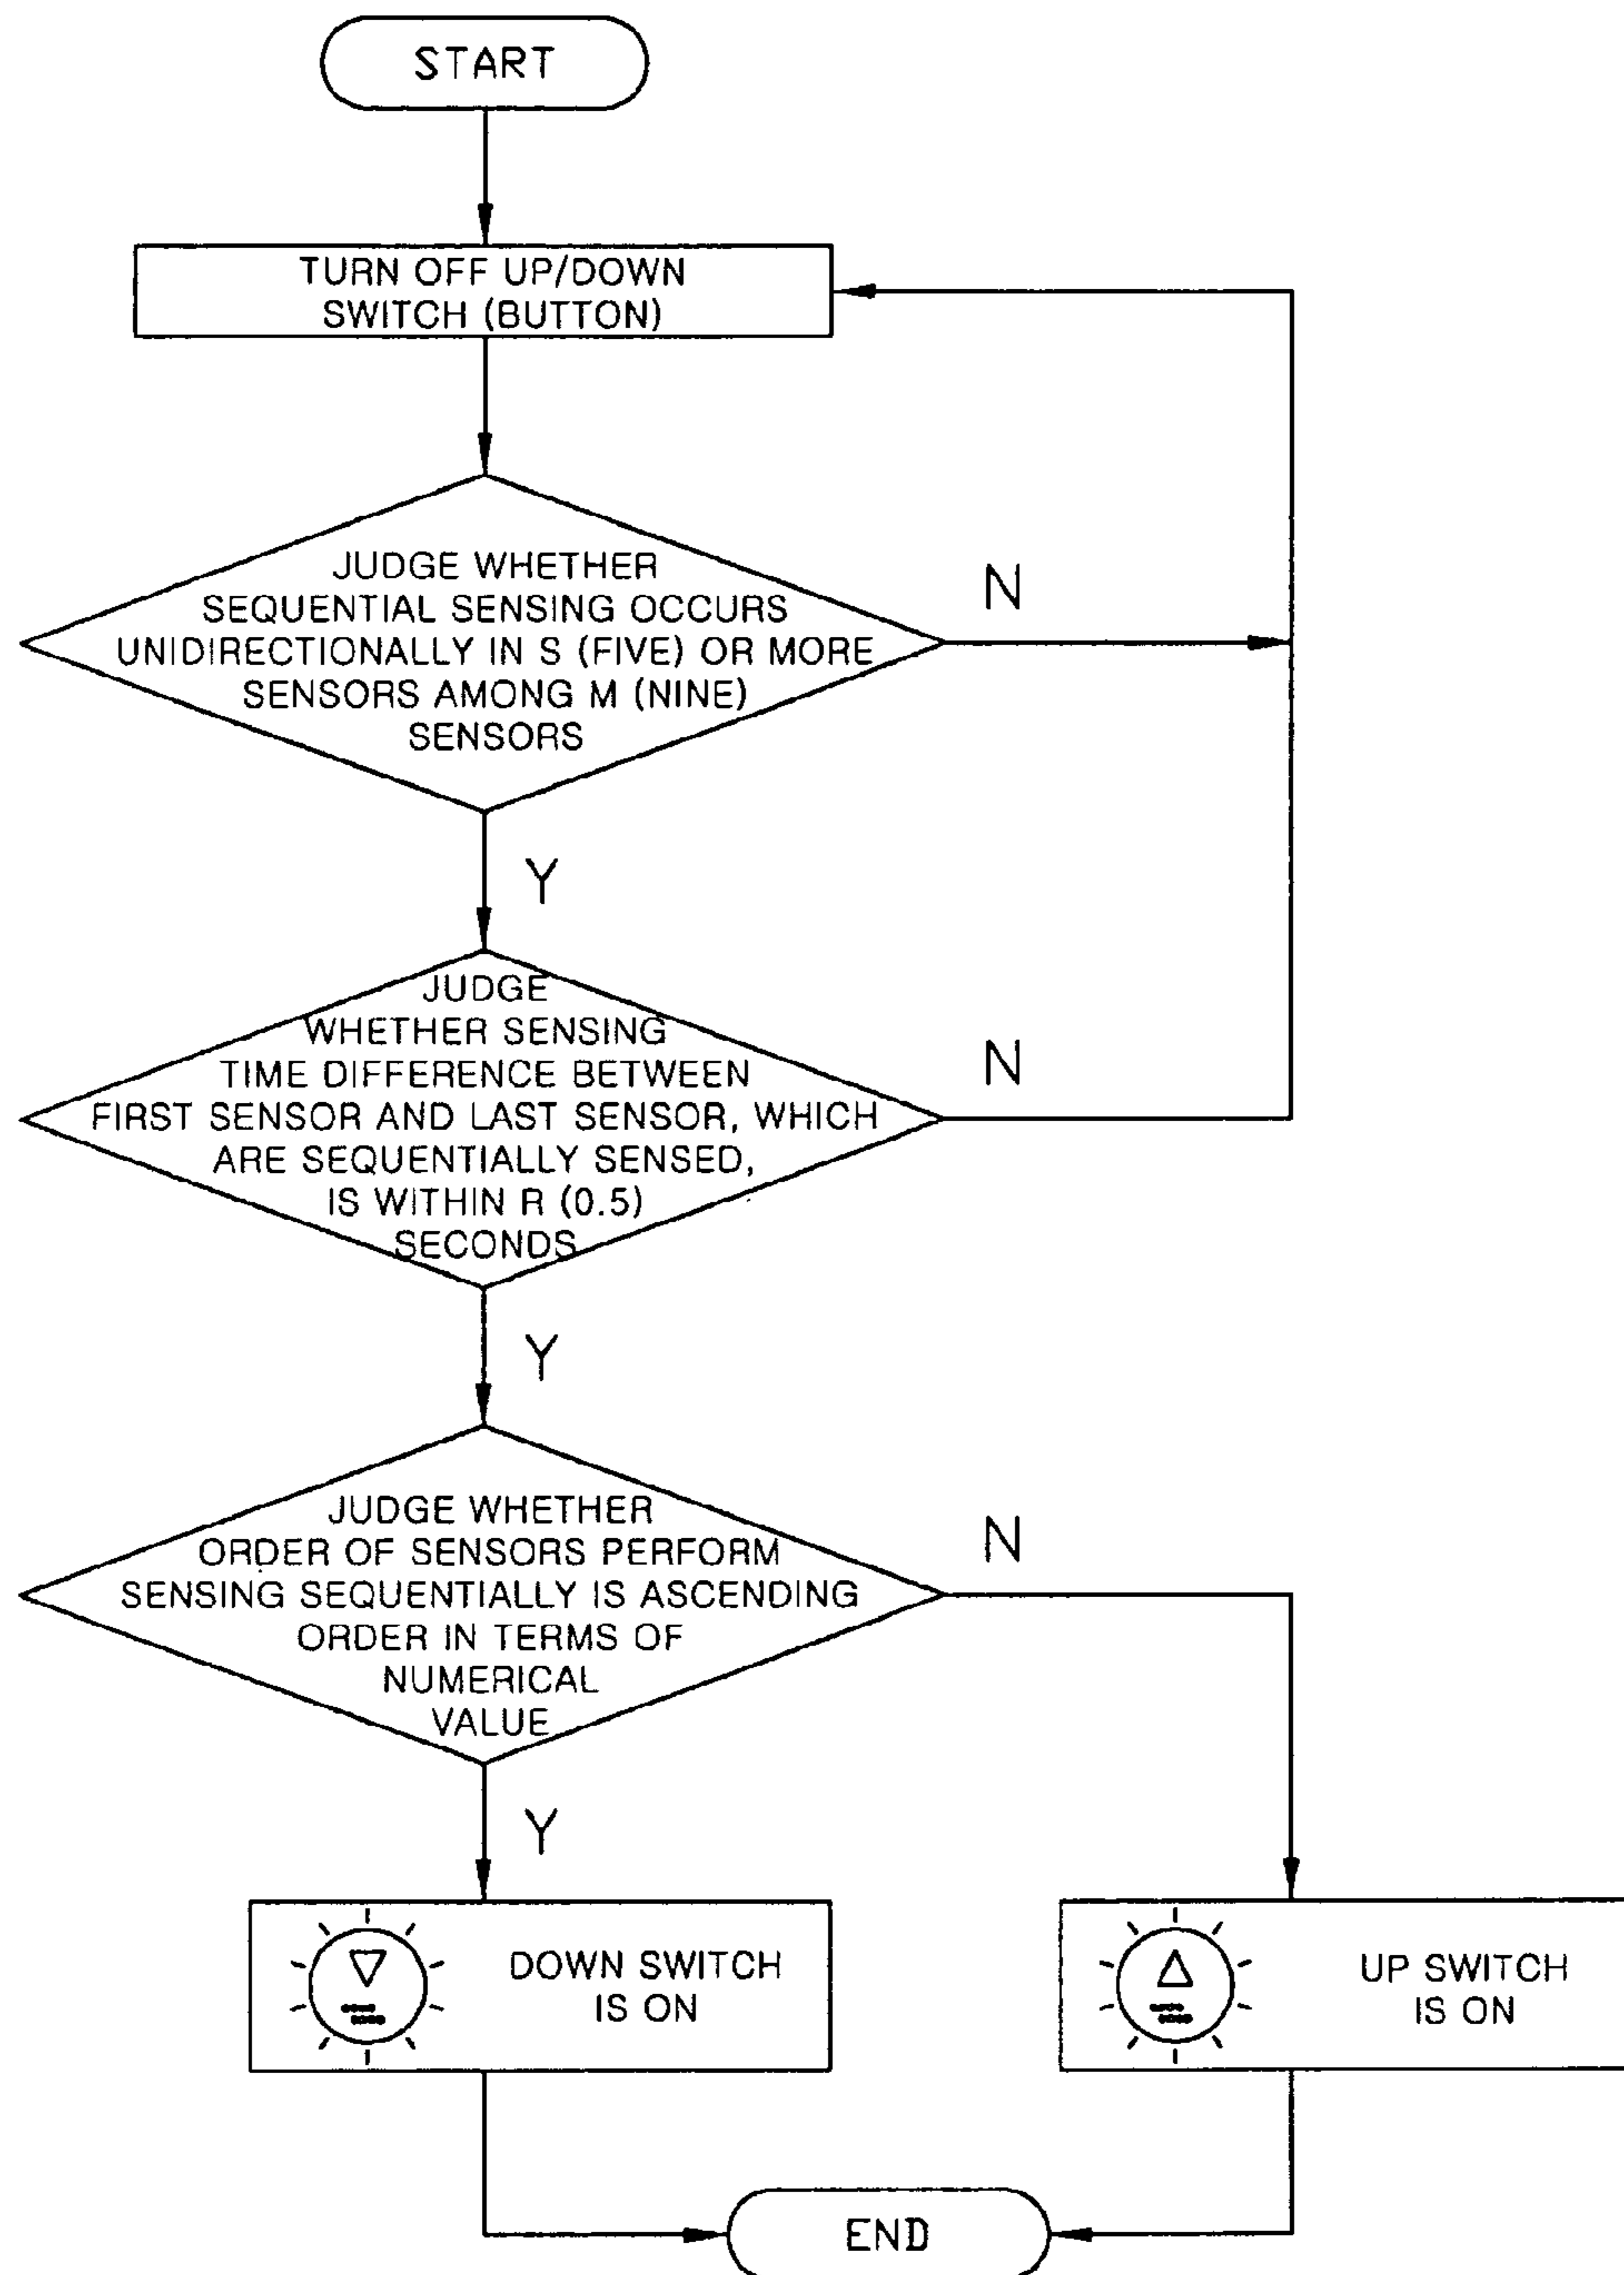 START
TURN OFF UP/DOWN
SWITCH (BUTTON)
JUDGE WHETHER
SEQUENTIAL SENSING OCCURS
UNIDIRECTIONALLY IN S (FIVE) OR MORE
SENSORS AMONG M (NINE)
SENSORS
N
Y
JUDGE
WHETHER SENSING
TIME DIFFERENCE BETWEEN
FIRST SENSOR AND LAST SENSOR, WHICH
ARE SEQUENTIALLY SENSED,
IS WITHIN R (0.5)
SECONDS
N
Y
JUDGE WHETHER
ORDER OF SENSORS PERFORM
SENSING SEQUENTIALLY IS ASCENDING
ORDER IN TERMS OF
NUMERICAL
VALUE
N
Y
DOWN SWITCH
IS ON
UP SWITCH
IS ON
END